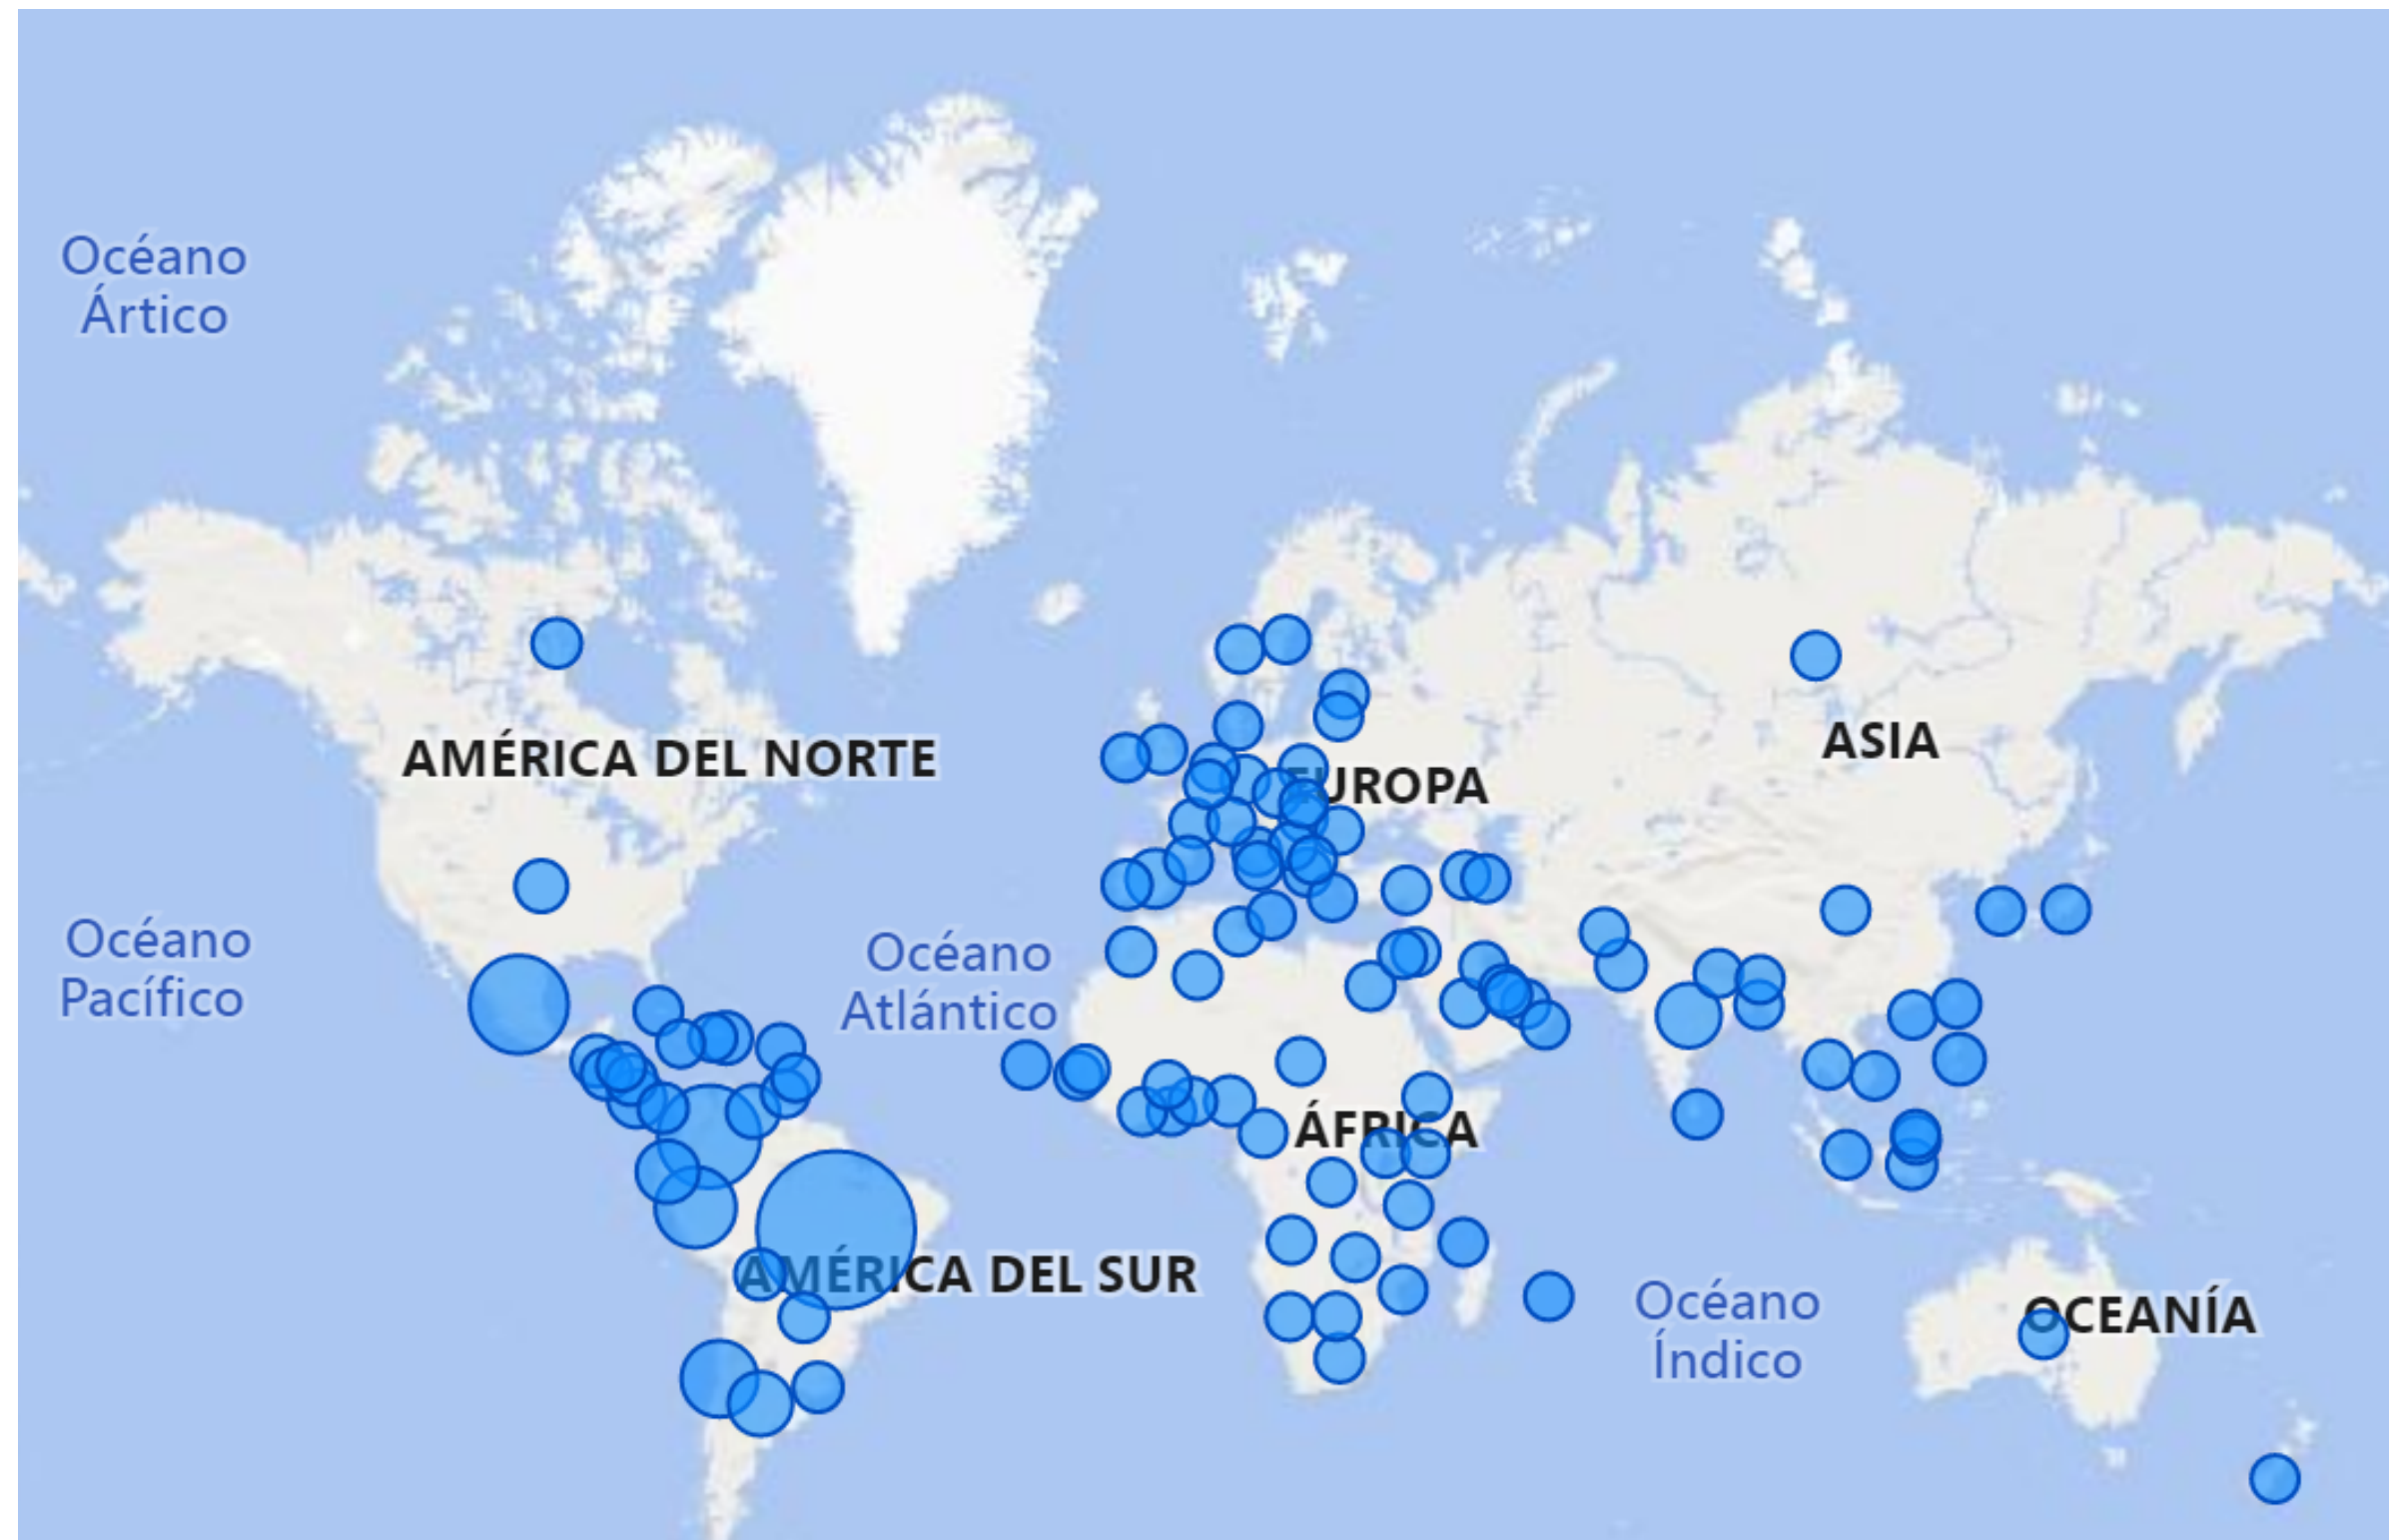 Océano
Ártico
AMÉRICA DEL NORTE
ASIA
EUROPA
Océano
Pacífico
Océano
Atlántico
ÁFRICA
AMÉRICA DEL SUR
Océano
Índico
OCEANÍA